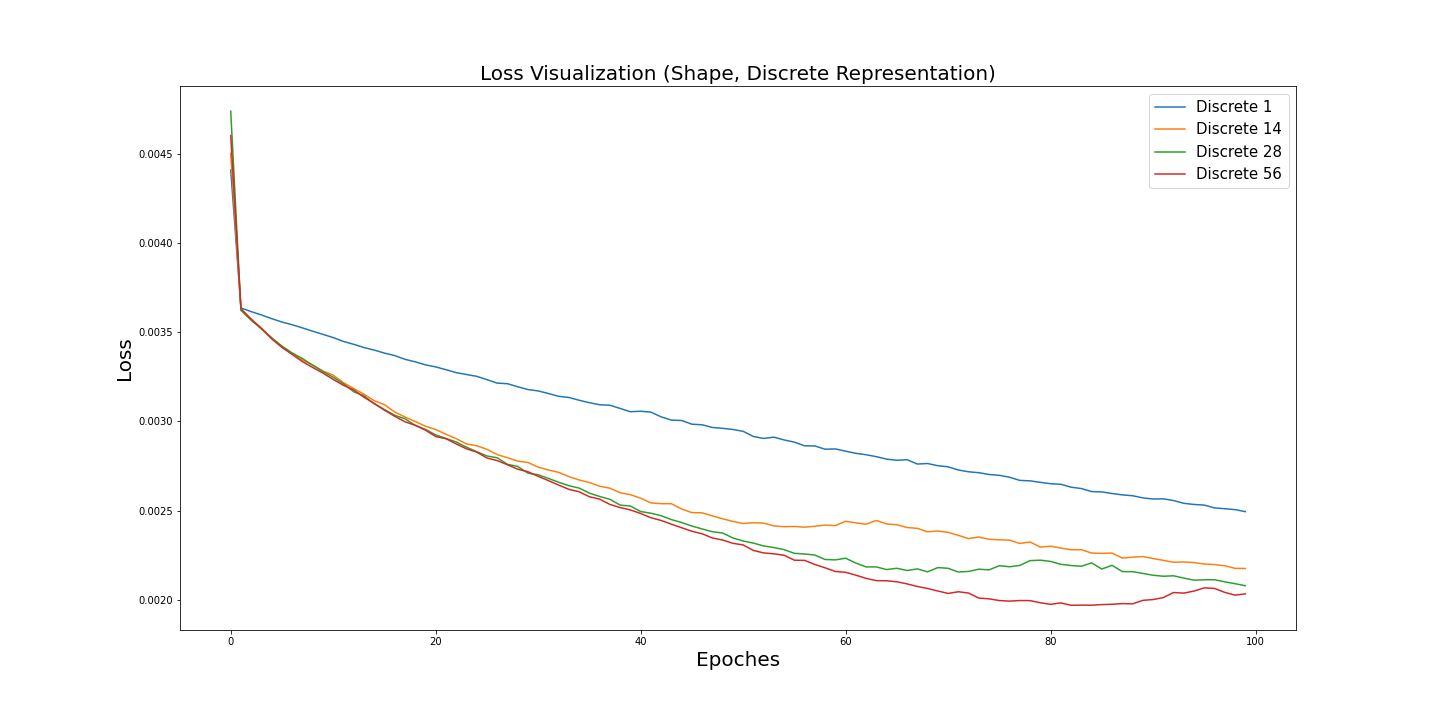 Loss Visualization (Shape, Discrete Representation)
Discrete 1
Discrete 14
Discrete 28
Discrete 56
0.0045
0.0040
0.0035
0.0030
0.0025
0.0020
Loss
0 20 40 60 80 100
Epoches